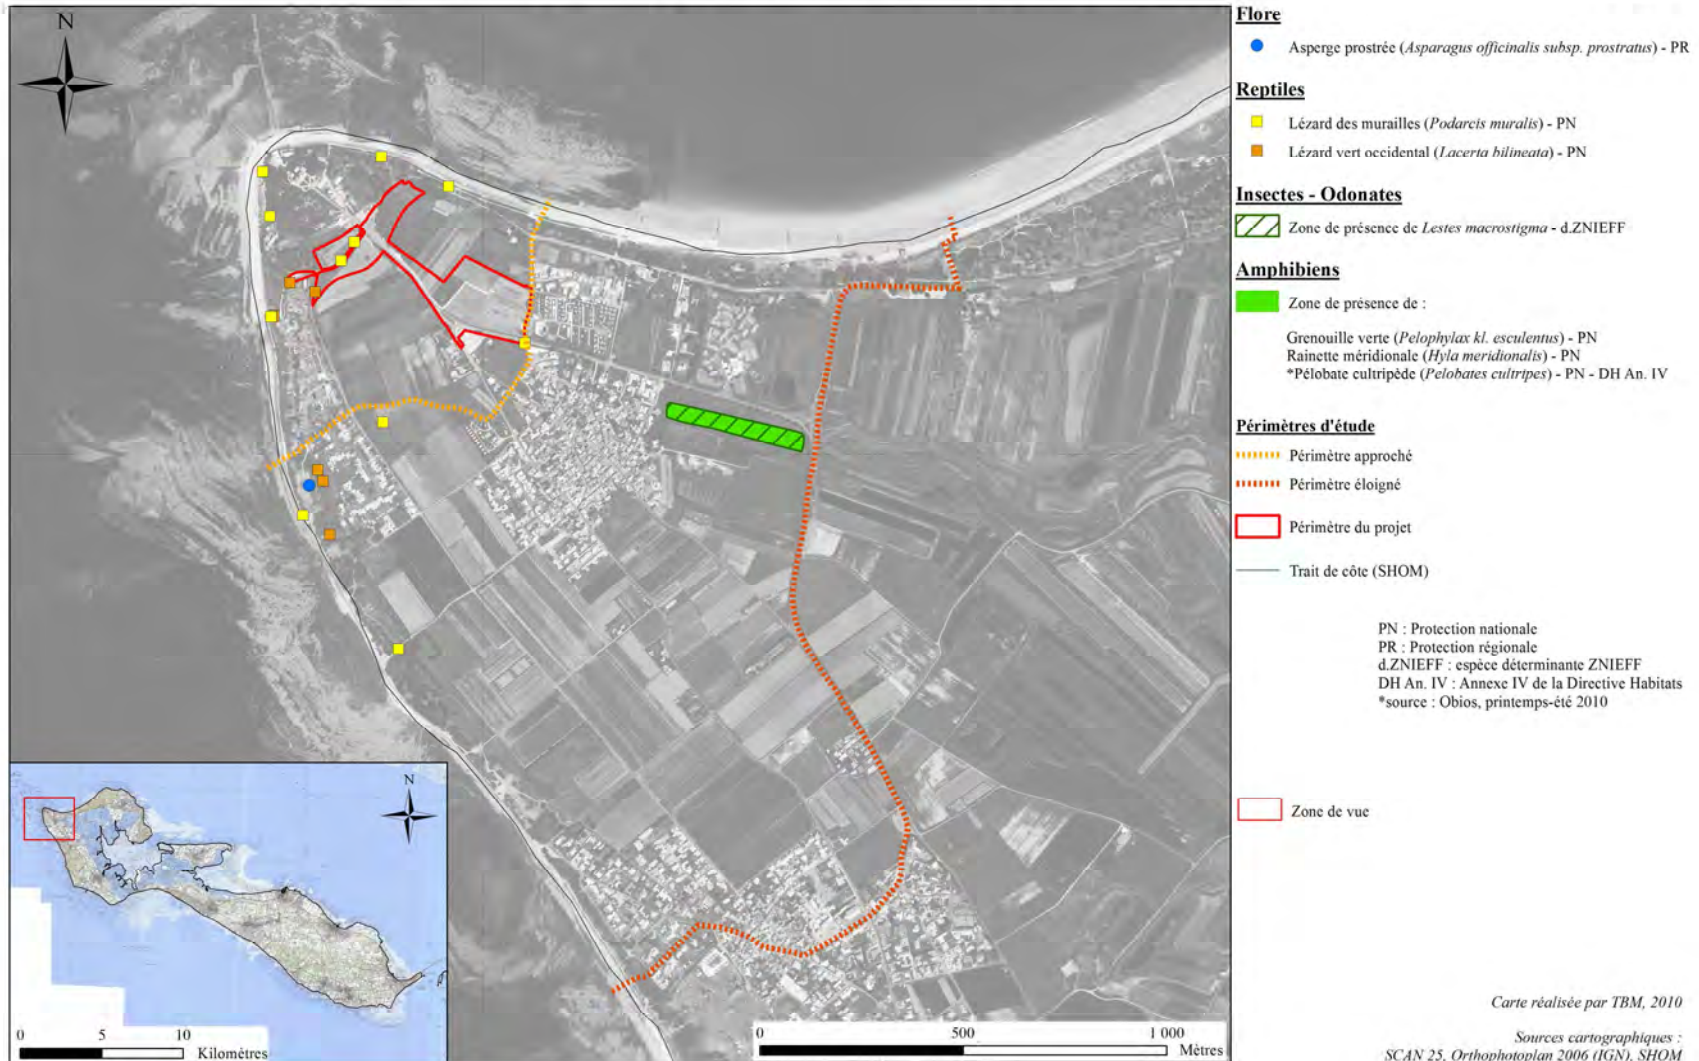 N
Flore
Asperge prostrée (Asparagus officinalis subsp. prostratus) - PR
Reptiles
Lézard des murailles (Podarcis muralis) - PN
Lézard vert occidental (Lacerta bilineata) - PN
Insectes - Odonates
Zone de présence de Lestes macrostigma - d.ZNIEFF
Amphibiens
Zone de présence de :
Grenouille verte (Pelophylax kl. esculentus) - PN
Rainette méridionale (Hyla meridionalis) - PN
*Pélobate cultripède (Pelobates cultripes) - PN - DH An. IV
Périmètres d'étude
Périmètre approché
Périmètre éloigné
Périmètre du projet
Trait de côte (SHOM)
PN : Protection nationale
PR : Protection régionale
d.ZNIEFF : espèce déterminante ZNIEFF
DH An. IV : Annexe IV de la Directive Habitats
*source : Obios, printemps-été 2010
Zone de vue
N
0 5 10
Kilomètres
0 500 1 000
Mètres
Carte réalisée par TBM, 2010
Sources cartographiques :
SCAN 25, Orthophotoplan 2006 (IGN), SHOM